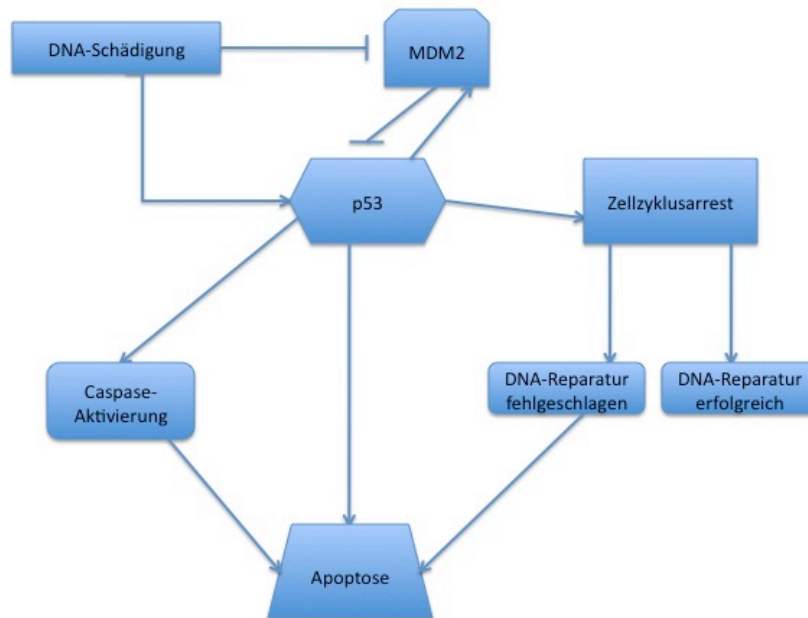 DNA-Schädigung
MDM2
p53
Zellzyklusarrest
Caspase-
Aktivierung
DNA-Reparatur
fehlgeschlagen
DNA-Reparatur
erfolgreich
Apoptose